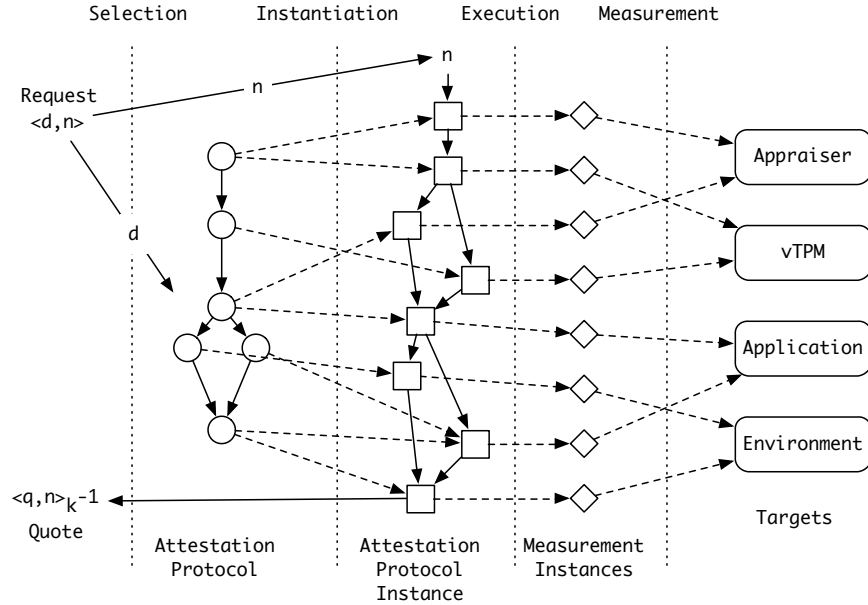 Selection Instantiation Execution Measurement
n
n
Request
<d,n>
Appraiser
d
vTPM
Application
Environment
<q,n>k-1
Quote
Targets
Attestation
Protocol
Attestation
Protocol
Instance
Measurement
Instances